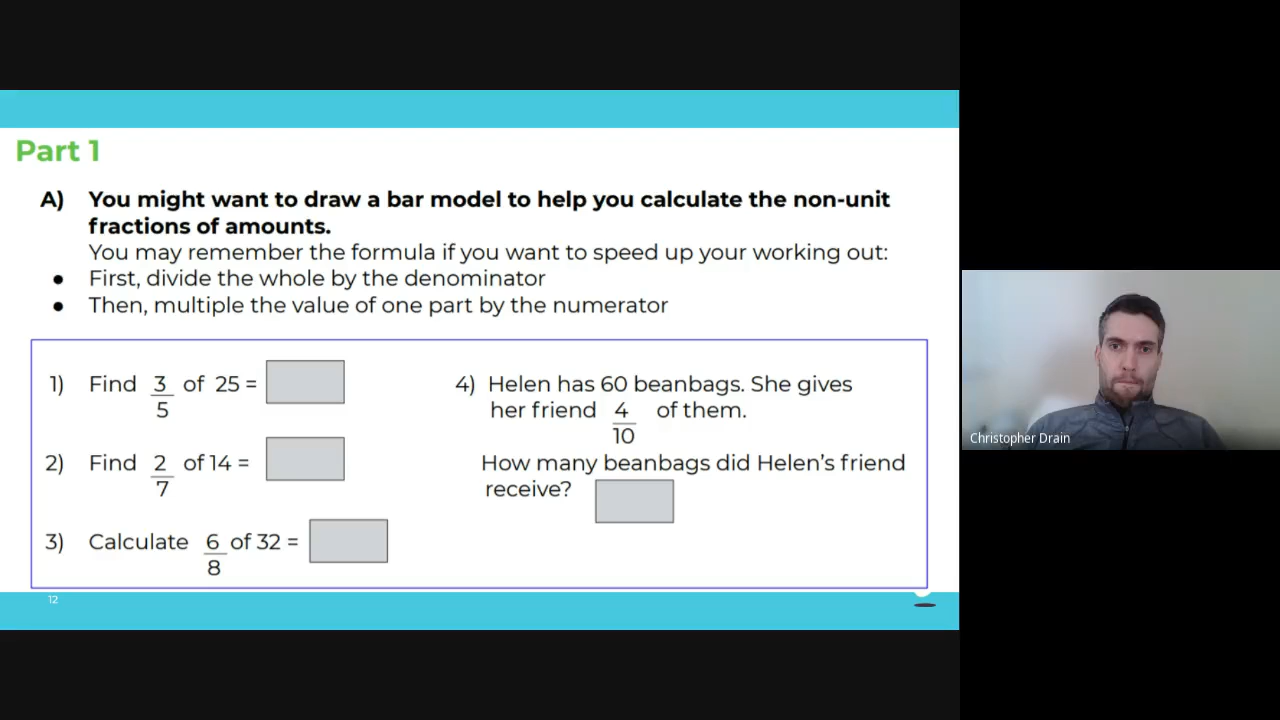 Part 1
A) You might want to draw a bar model to help you calculate the non-unit
fractions of amounts.
You may remember the formula if you want to speed up your working out:
● First, divide the whole by the denominator
● Then, multiple the value of one part by the numerator
1) Find 3/5 of 25 =
2) Find 2/7 of 14 =
3) Calculate 6/8 of 32 =
4) Helen has 60 beanbags. She gives
her friend 4/10 of them.
How many beanbags did Helen's friend
receive?
12
Christopher Drain